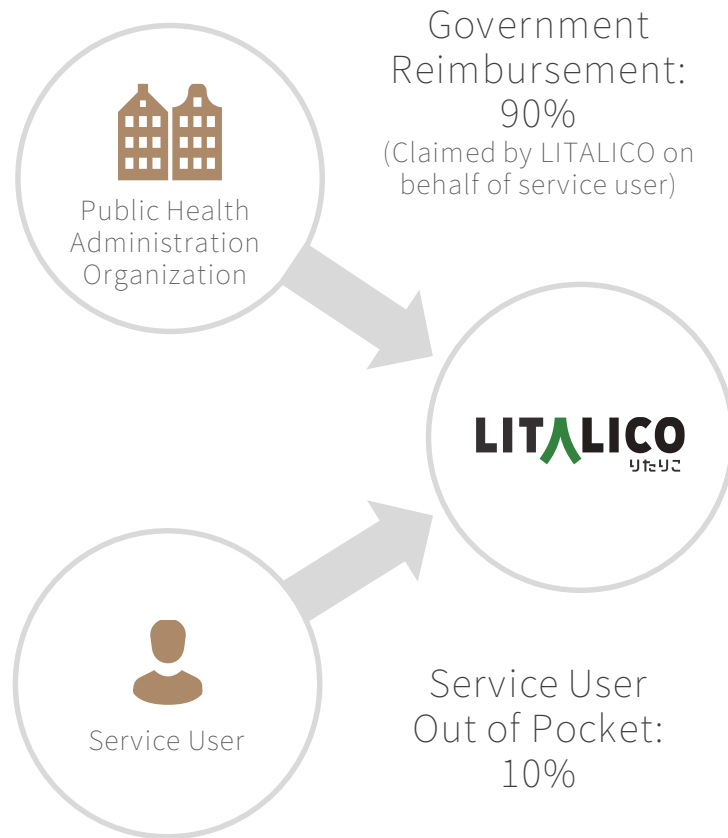 Government
Reimbursement:
90%
(Claimed by LITALICO on
behalf of service user)
Public Health
Administration
Organization
LITALICO
りたりこ
Service User
Service User
Out of Pocket:
10%